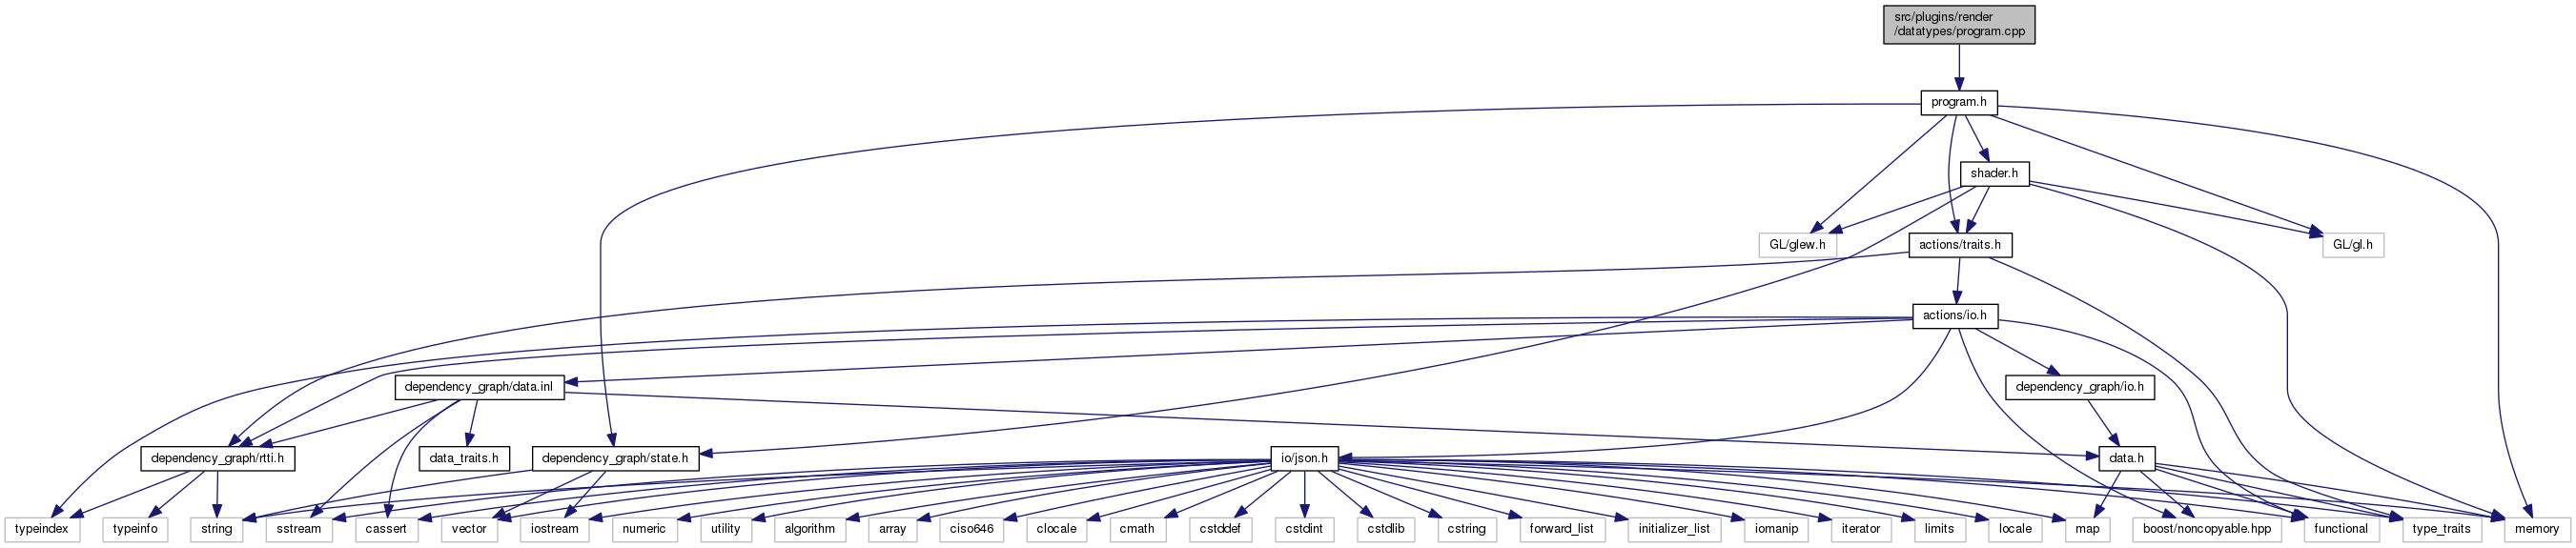 src/plugins/render
/datatypes/program.cpp
program.h
shader.h
GL/glew.h
actions/traits.h
GL/gl.h
actions/io.h
dependency_graph/data.inl
dependency_graph/io.h
dependency_graph/rtti.h
data_traits.h
dependency_graph/state.h
io/json.h
data.h
typeindex
typeinfo
string
sstream
cassert
vector
iostream
numeric
utility
algorithm
array
ciso646
clocale
cmath
cstddef
cstdint
cstdlib
cstring
forward_list
initializer_list
iomanip
iterator
limits
locale
map
boost/noncopyable.hpp
functional
type_traits
memory